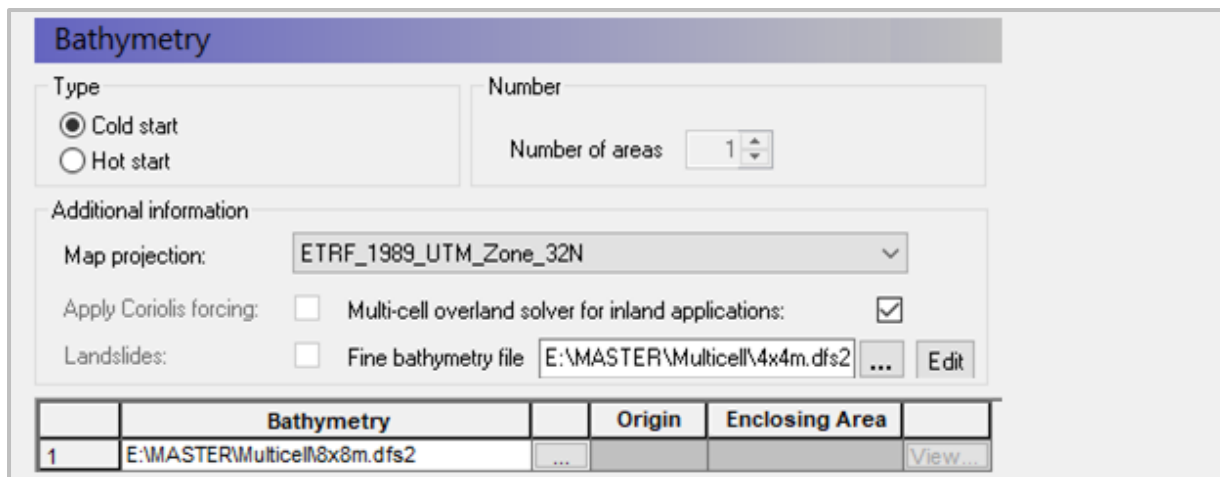 Bathymetry
Type
Number
Cold start
Hot start
Number of areas 1
Additional information
Map projection: ETRF_1989_UTM_Zone_32N
Apply Coriolis forcing: Multi-cell overland solver for inland applications:
Landslides: Fine bathymetry file E:\MASTER\Multicell\4x4m.dfs2 ... Edit
Bathymetry Origin Enclosing Area
1 E:\MASTER\Multicell\8x8m.dfs2 ... View...